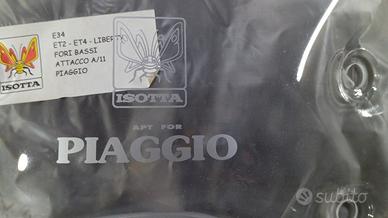 E34
ET2 - ET4 - LIBERTY
FORI BASSI
ATTACCO A/11
PIAGGIO
ISOTTA
ISOTTA
APT FOR
PIAGGIO
subito